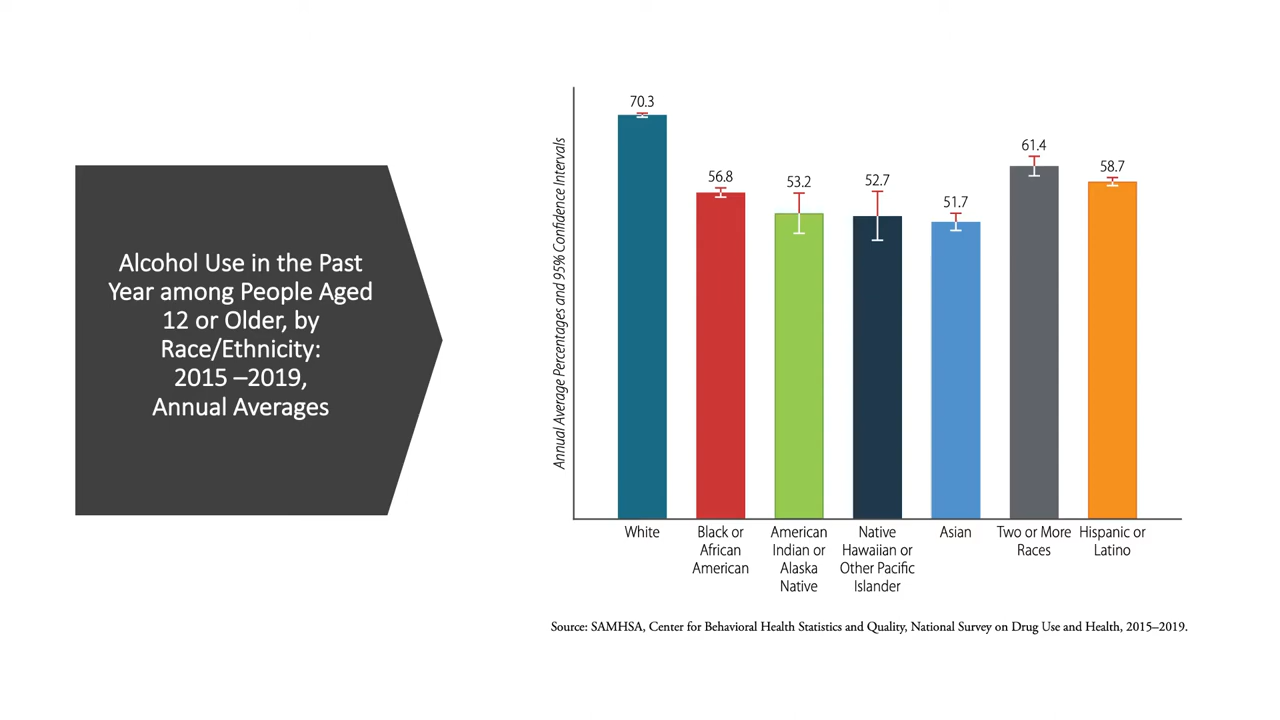 Alcohol Use in the Past
Year among People Aged
12 or Older, by
Race/Ethnicity:
2015 –2019,
Annual Averages
Annual Average Percentages and 95% Confidence Intervals
70.3
56.8
53.2
52.7
51.7
61.4
58.7
White
Black or
African
American
American
Indian or
Alaska
Native
Native
Hawaiian or
Other Pacific
Islander
Asian
Two or More
Races
Hispanic or
Latino
Source: SAMHSA, Center for Behavioral Health Statistics and Quality, National Survey on Drug Use and Health, 2015–2019.